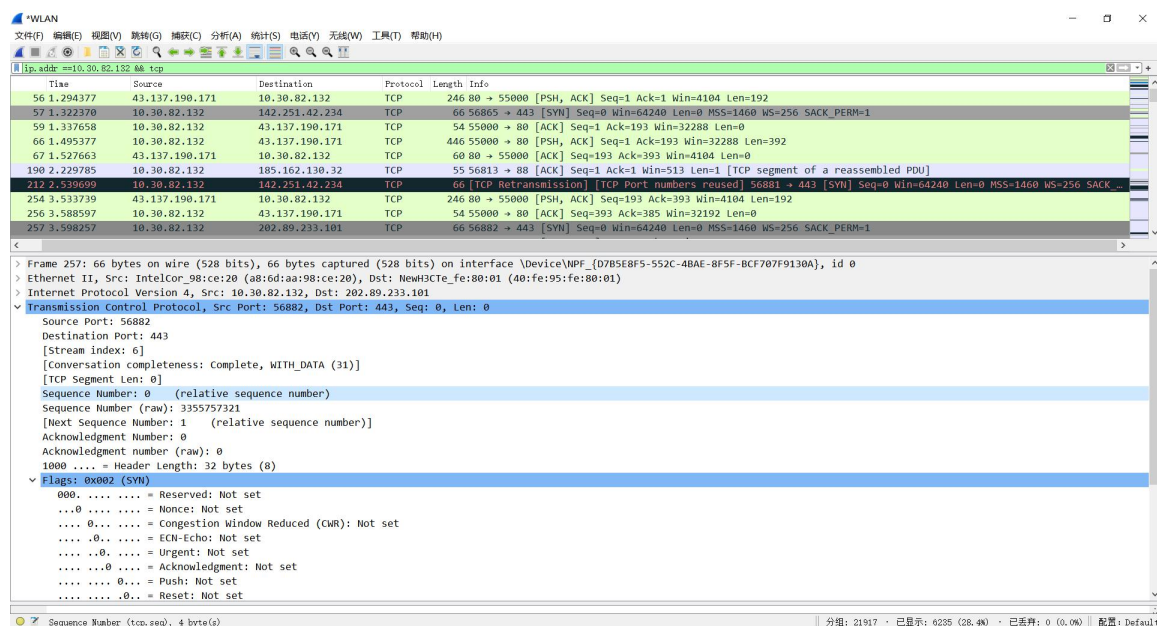 *WLAN
文件(F) 编辑(E) 视图(V) 跳转(G) 捕获(C) 分析(A) 统计(S) 电话(Y) 无线(W) 工具(T) 帮助(H)
ip.addr ==10.30.82.132 && tcp
Time Source Destination Protocol Length Info
56 1.294377 43.137.190.171 10.30.82.132 TCP 246 80 → 55000 [PSH, ACK] Seq=1 Ack=1 Win=4104 Len=192
57 1.322370 10.30.82.132 142.251.42.234 TCP 66 56865 → 443 [SYN] Seq=0 Win=64240 Len=0 MSS=1460 WS=256 SACK_PERM=1
59 1.337658 10.30.82.132 43.137.190.171 TCP 54 55000 → 80 [ACK] Seq=1 Ack=193 Win=32288 Len=0
66 1.495377 10.30.82.132 43.137.190.171 TCP 446 55000 → 80 [PSH, ACK] Seq=1 Ack=193 Win=32288 Len=392
67 1.527663 43.137.190.171 10.30.82.132 TCP 60 80 → 55000 [ACK] Seq=193 Ack=393 Win=4104 Len=0
190 2.229785 10.30.82.132 185.162.130.32 TCP 55 56813 → 88 [ACK] Seq=1 Ack=1 Win=513 Len=1 [TCP segment of a reassembled PDU]
212 2.539699 10.30.82.132 142.251.42.234 TCP 66 [TCP Retransmission] [TCP Port numbers reused] 56881 → 443 [SYN] Seq=0 Win=64240 Len=0 MSS=1460 WS=256 SACK_…
254 3.533739 43.137.190.171 10.30.82.132 TCP 246 80 → 55000 [PSH, ACK] Seq=193 Ack=393 Win=4104 Len=192
256 3.588597 10.30.82.132 43.137.190.171 TCP 54 55000 → 80 [ACK] Seq=393 Ack=385 Win=32192 Len=0
257 3.598257 10.30.82.132 202.89.233.101 TCP 66 56882 → 443 [SYN] Seq=0 Win=64240 Len=0 MSS=1460 WS=256 SACK_PERM=1
Frame 257: 66 bytes on wire (528 bits), 66 bytes captured (528 bits) on interface \Device\NPF_{D7B5E8F5-552C-4BAE-8F5F-BCF707F9130A}, id 0
Ethernet II, Src: IntelCor_98:ce:20 (a8:6d:aa:98:ce:20), Dst: NewH3CTe_fe:80:01 (40:fe:95:fe:80:01)
Internet Protocol Version 4, Src: 10.30.82.132, Dst: 202.89.233.101
Transmission Control Protocol, Src Port: 56882, Dst Port: 443, Seq: 0, Len: 0
Source Port: 56882
Destination Port: 443
[Stream index: 6]
[Conversation completeness: Complete, WITH_DATA (31)]
[TCP Segment Len: 0]
Sequence Number: 0 (relative sequence number)
Sequence Number (raw): 3355757321
[Next Sequence Number: 1 (relative sequence number)]
Acknowledgment Number: 0
Acknowledgment number (raw): 0
1000 .... = Header Length: 32 bytes (8)
Flags: 0x002 (SYN)
000. .... .... = Reserved: Not set
...0 .... .... = Nonce: Not set
.... 0... .... = Congestion Window Reduced (CWR): Not set
.... .0.. .... = ECN-Echo: Not set
.... ..0. .... = Urgent: Not set
.... ...0 .... = Acknowledgment: Not set
.... .... 0... = Push: Not set
.... .... .0.. = Reset: Not set
Sequence Number (tcp.seq), 4 byte(s) 分组: 21917 · 已显示: 6235 (28.4%) · 已丢弃: 0 (0.0%) 配置: Default